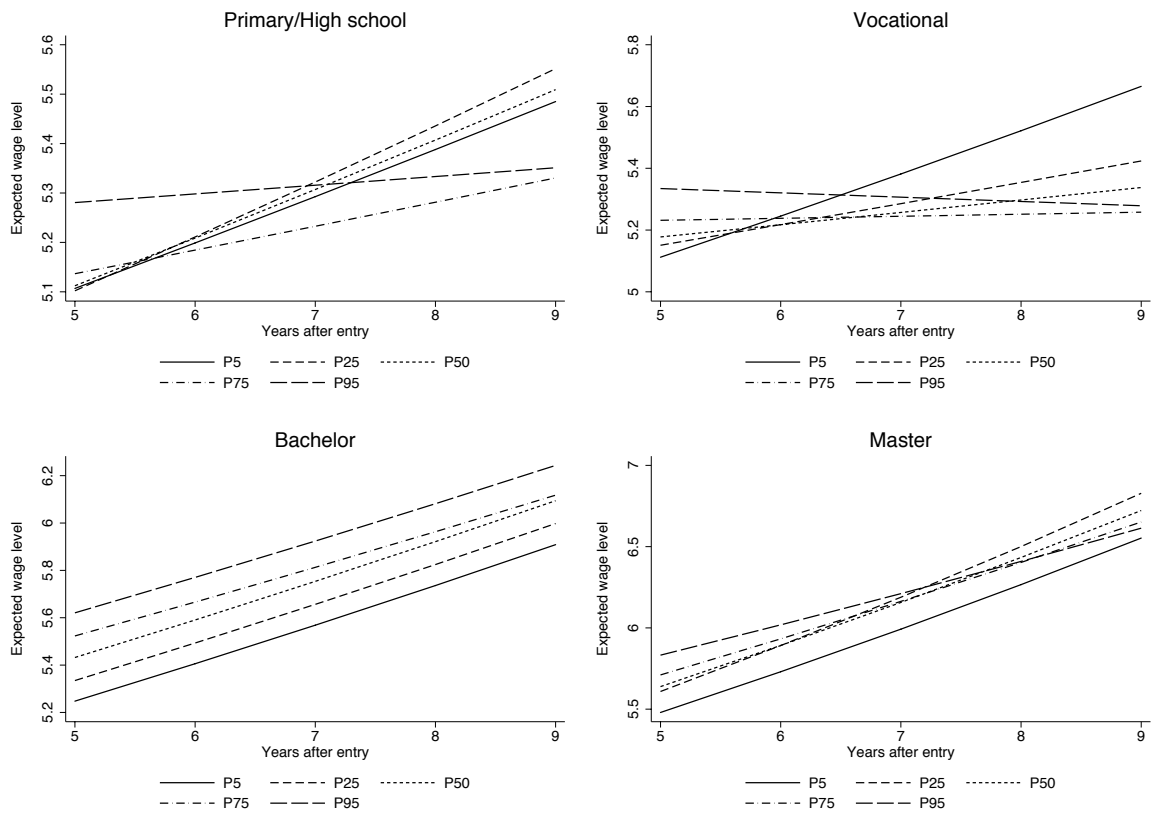 Primary/High school
Expected wage level
5.6
5.5
5.4
5.3
5.2
5.1
5 6 7 8 9
Years after entry
P5 P25 P50
P75 P95
Vocational
Expected wage level
5.8
5.6
5.4
5.2
5
5 6 7 8 9
Years after entry
P5 P25 P50
P75 P95
Bachelor
Expected wage level
6.2
6
5.8
5.6
5.4
5.2
5 6 7 8 9
Years after entry
P5 P25 P50
P75 P95
Master
Expected wage level
7
6.5
6
5.5
5 6 7 8 9
Years after entry
P5 P25 P50
P75 P95